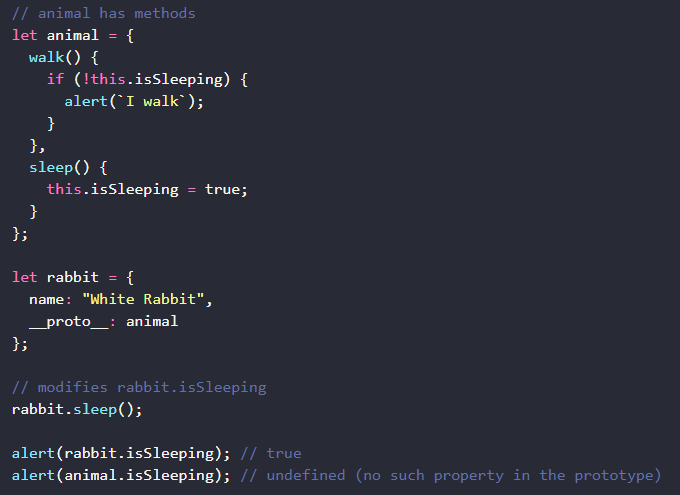 // animal has methods
let animal = {
  walk() {
    if (!this.isSleeping) {
      alert(`I walk`);
    }
  },
  sleep() {
    this.isSleeping = true;
  }
};

let rabbit = {
  name: "White Rabbit",
  __proto__: animal
};

// modifies rabbit.isSleeping
rabbit.sleep();

alert(rabbit.isSleeping); // true
alert(animal.isSleeping); // undefined (no such property in the prototype)